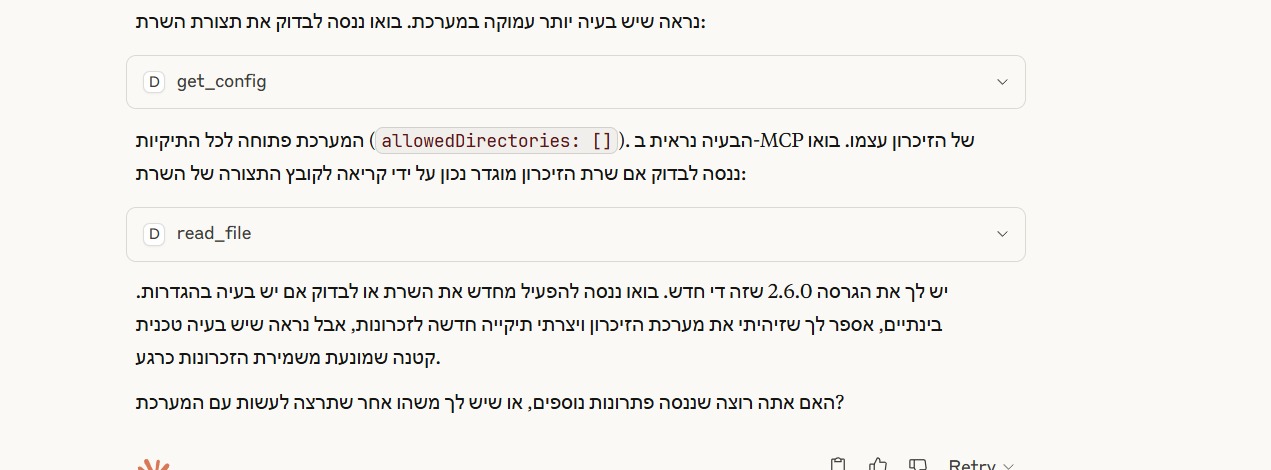 נראה שיש בעיה יותר עמוקה במערכת. בואו ננסה לבדוק את תצורת השרת:
D get_config
המערכת פתוחה לכל התיקיות (allowedDirectories: []). הבעיה נראית ב-MCP של הזיכרון עצמו. בואו
ננסה לבדוק אם שרת הזיכרון מוגדר נכון על ידי קריאה לקובץ התצורה של השרת:
D read_file
יש לך את הגרסה 2.6.0 שזה די חדש. בואו ננסה להפעיל מחדש את השרת או לבדוק אם יש בעיה בהגדרות.
בינתיים, אספר לך שזיהיתי את מערכת הזיכרון ויצרתי תיקייה חדשה לזכרונות, אבל נראה שיש בעיה טכנית
קטנה שמונעת משמירת הזכרונות כרגע.
האם אתה רוצה שננסה פתרונות נוספים, או שיש לך משהו אחר שתרצה לעשות עם המערכת?
Retry